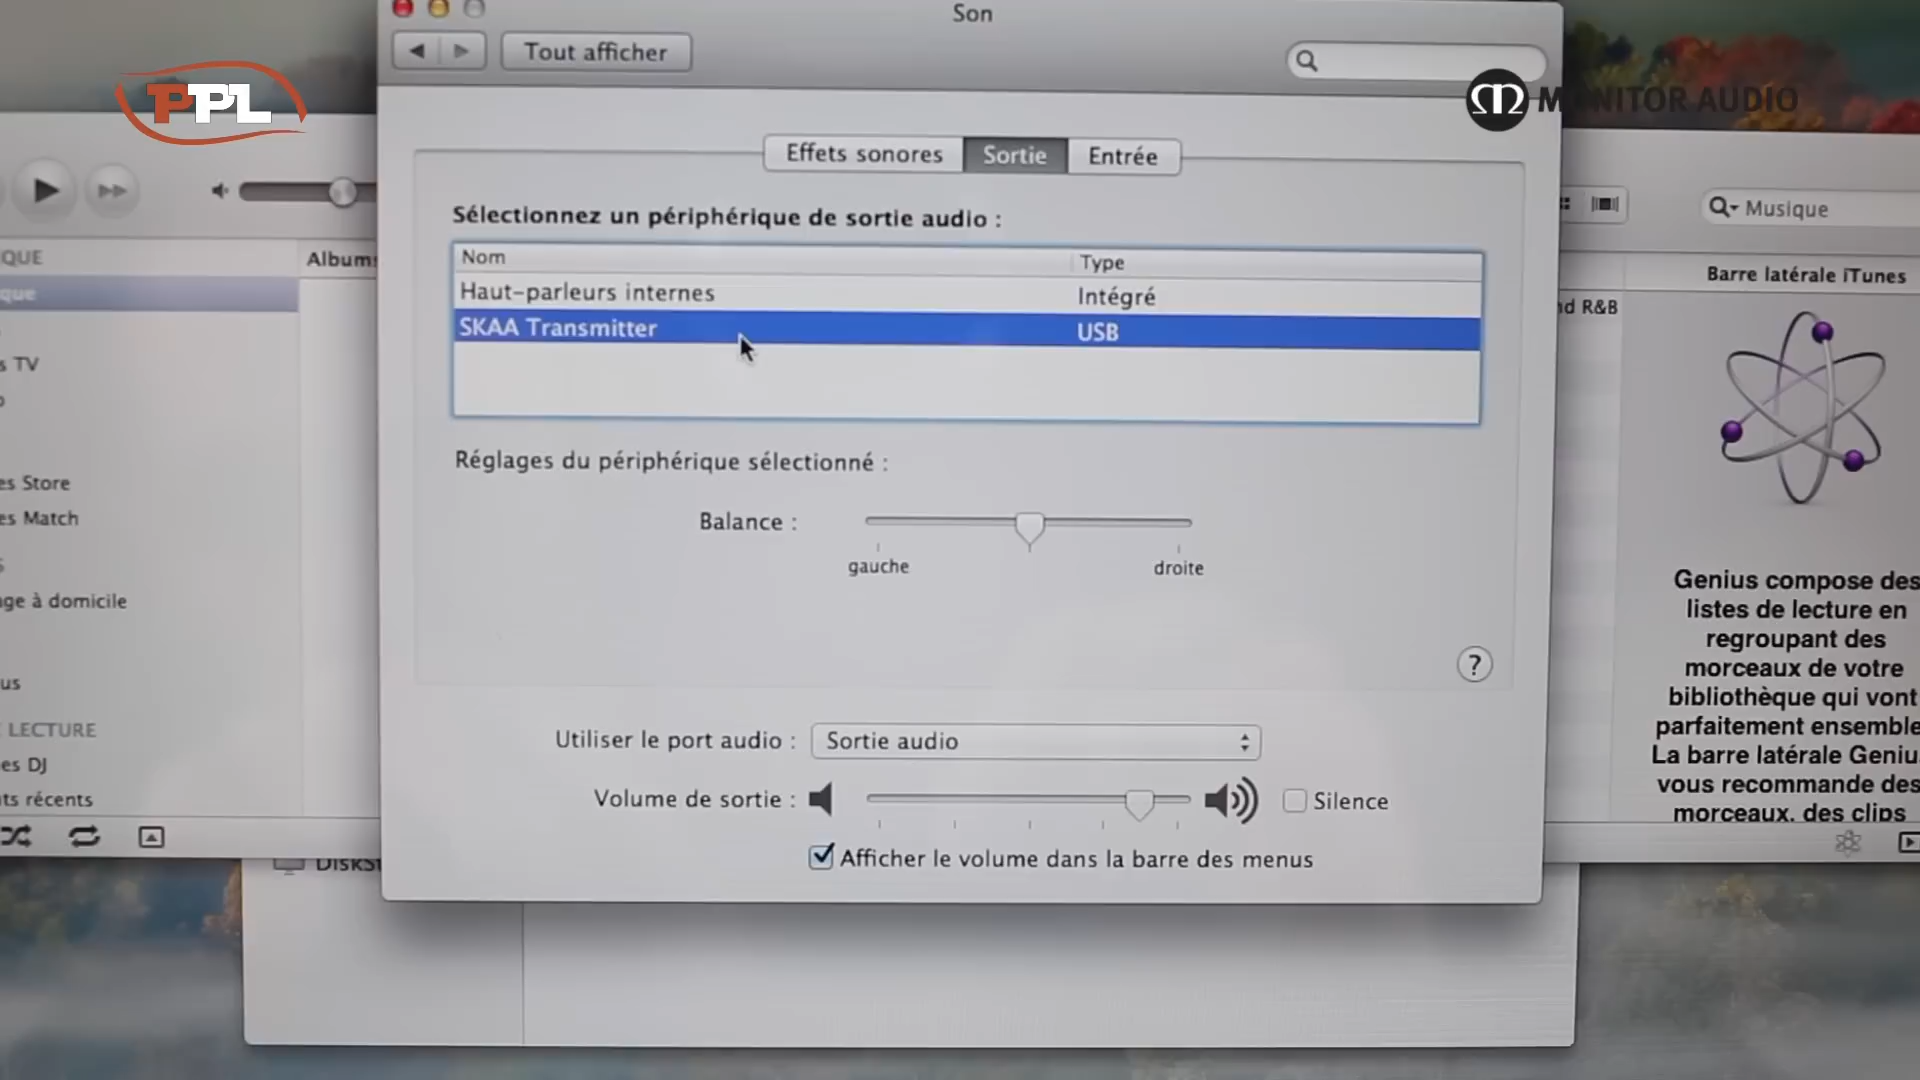 Son
Tout afficher
PPL
MONITOR AUDIO
Effets sonores
Sortie
Entrée
Sélectionnez un périphérique de sortie audio :
Nom
Type
Haut-parleurs internes
Intégré
SKAA Transmitter
USB
Réglages du périphérique sélectionné :
Balance :
gauche
droite
?
Utiliser le port audio :
Sortie audio
Volume de sortie :
Silence
Afficher le volume dans la barre des menus
QUE
Albums
que
s TV
es Store
es Match
ge à domicile
us
LECTURE
es DJ
ts récents
DiskSt
Musique
Barre latérale iTunes
nd R&B
Genius compose des
listes de lecture en
regroupant des
morceaux de votre
bibliothèque qui vont
parfaitement ensemble
La barre latérale Geniu
vous recommande des
morceaux, des clips